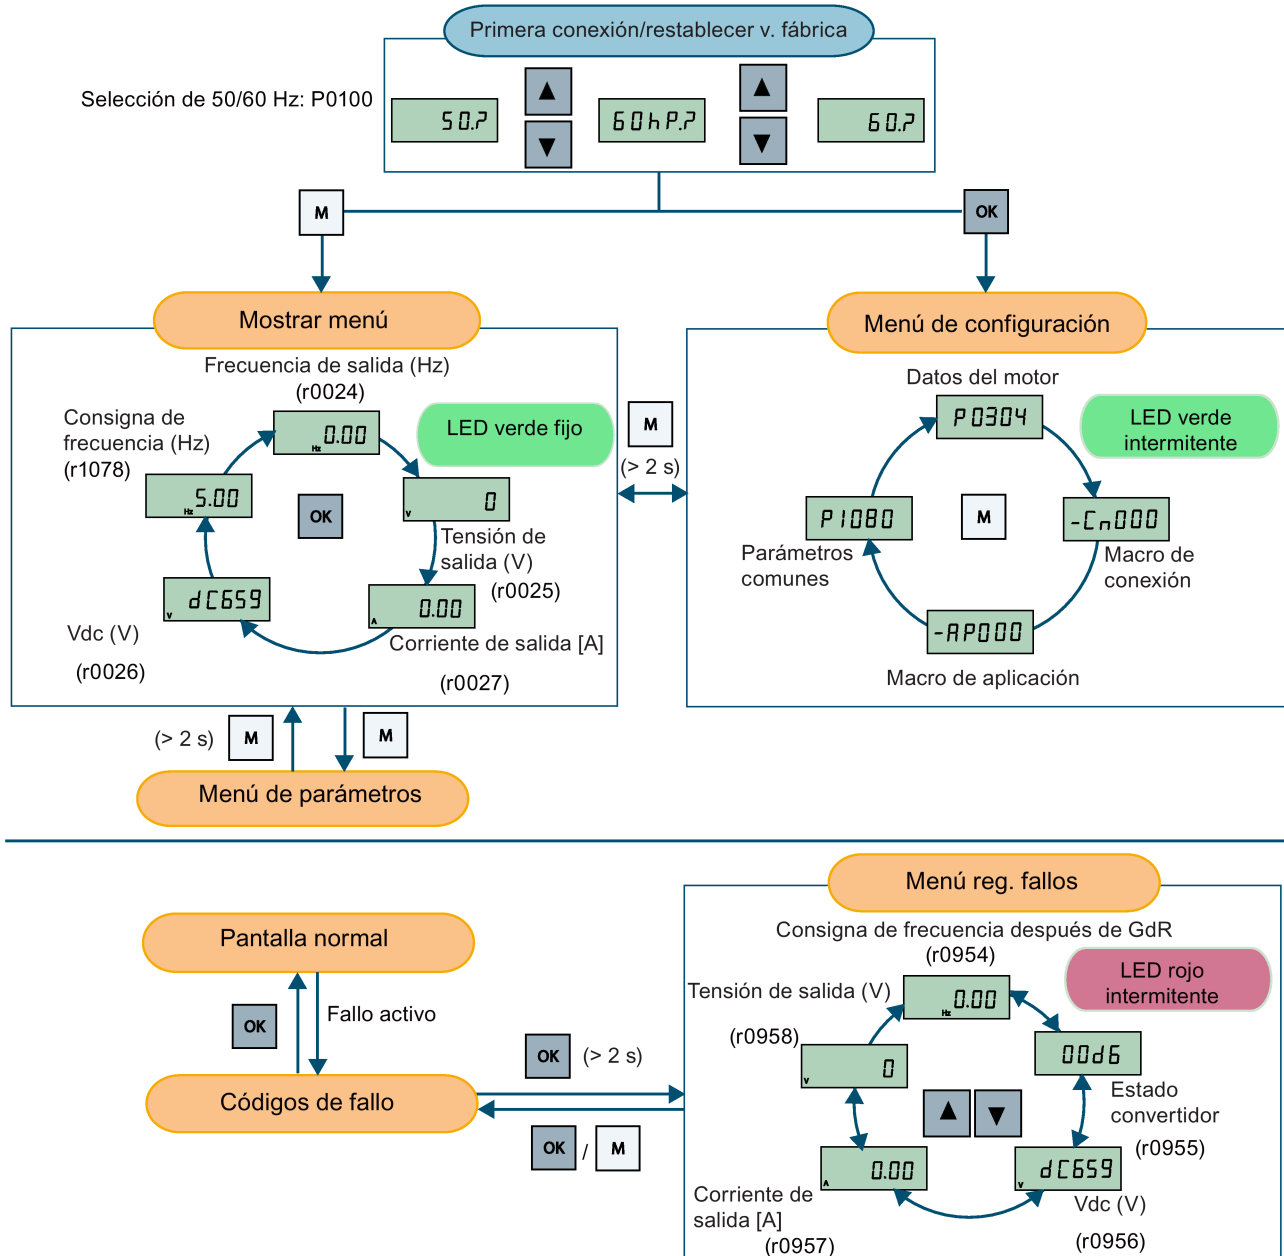 Primera conexión/restablecer v. fábrica
Selección de 50/60 Hz: P0100
50.?
60hP.?
60.?
M
OK
Mostrar menú
Frecuencia de salida (Hz)
(r0024)
Hz 0.00
Consigna de
frecuencia (Hz)
(r1078)
Hz 5.00
LED verde fijo
OK
V 0
Tensión de
salida (V)
(r0025)
A 0.00
Corriente de salida [A]
(r0027)
V dC659
Vdc (V)
(r0026)
M
(> 2 s)
Menú de configuración
Datos del motor
P0304
LED verde
intermitente
P1080
Parámetros
comunes
M
-Cn000
Macro de
conexión
-AP000
Macro de aplicación
(> 2 s)
M
M
Menú de parámetros
Pantalla normal
OK
Fallo activo
Códigos de fallo
OK
(> 2 s)
OK / M
Menú reg. fallos
Consigna de frecuencia después de GdR
(r0954)
Hz 0.00
LED rojo
intermitente
Tensión de salida (V)
(r0958)
V 0
00d6
Estado
convertidor
(r0955)
A 0.00
Corriente de
salida [A]
(r0957)
V dC659
Vdc (V)
(r0956)